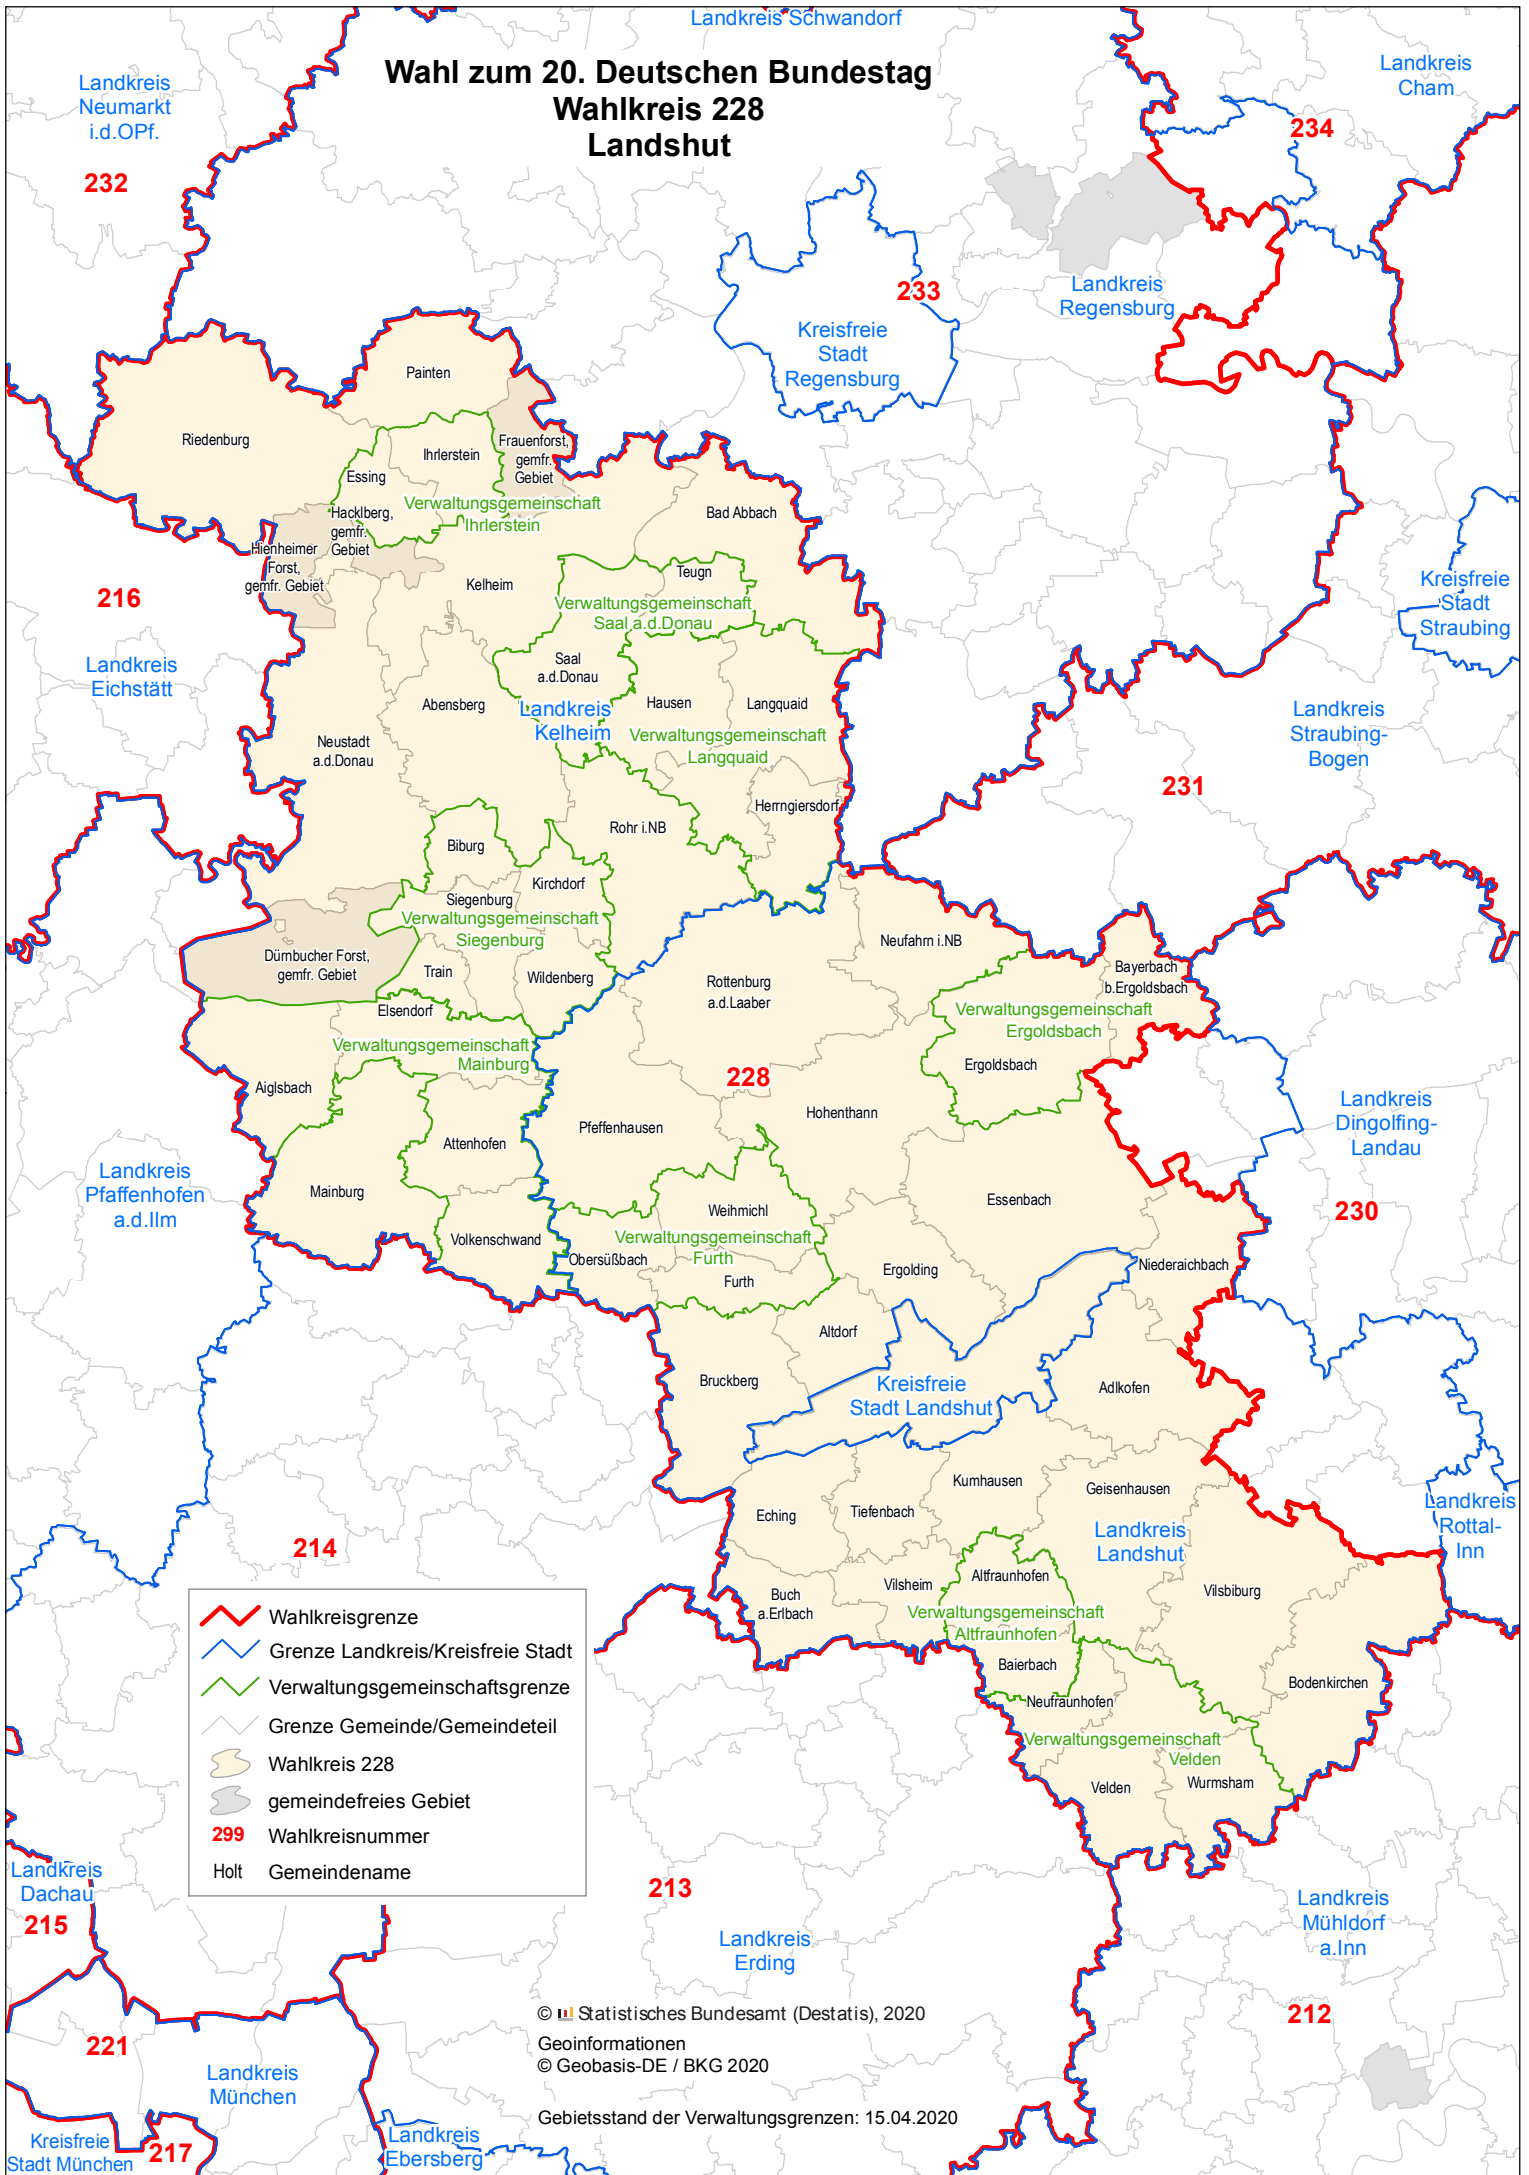 Landkreis Schwandorf
Wahl zum 20. Deutschen Bundestag
Wahlkreis 228
Landshut
Landkreis
Neumarkt
i.d.OPf.
232
Landkreis
Cham
234
233
Landkreis
Regensburg
Kreisfreie
Stadt
Regensburg
Painten
Riedenburg
Ihrlerstein
Frauenforst,
gemfr.
Gebiet
Essing
Verwaltungsgemeinschaft
Ihrlerstein
Hacklberg,
gemfr.
Gebiet
Bad Abbach
Hienheimer
Forst,
gemfr. Gebiet
Kelheim
Teugn
Verwaltungsgemeinschaft
Saal a.d.Donau
216
Kreisfreie
Stadt
Straubing
Landkreis
Eichstätt
Saal
a.d.Donau
Abensberg
Landkreis
Kelheim
Hausen
Langquaid
Verwaltungsgemeinschaft
Langquaid
Neustadt
a.d.Donau
Landkreis
Straubing-
Bogen
231
Herrngiersdorf
Rohr i.NB
Biburg
Kirchdorf
Siegenburg
Verwaltungsgemeinschaft
Siegenburg
Neufahrn i.NB
Dürnbucher Forst,
gemfr. Gebiet
Train
Wildenberg
Rottenburg
a.d.Laaber
Bayerbach
b.Ergoldsbach
Elsendorf
Verwaltungsgemeinschaft
Ergoldsbach
Verwaltungsgemeinschaft
Mainburg
Ergoldsbach
Aiglsbach
228
Hohenthann
Landkreis
Dingolfing-
Landau
Pfeffenhausen
Attenhofen
Landkreis
Pfaffenhofen
a.d.Ilm
Mainburg
Essenbach
Weihmichl
230
Volkenschwand
Verwaltungsgemeinschaft
Furth
Obersüßbach
Furth
Ergolding
Niederaichbach
Altdorf
Bruckberg
Kreisfreie
Stadt Landshut
Adlkofen
Kumhausen
Geisenhausen
Eching
Tiefenbach
Landkreis
Rottal-
Inn
Landkreis
Landshut
214
Altfraunhofen
Vilsheim
Vilsbiburg
Buch
a.Erlbach
Verwaltungsgemeinschaft
Altfraunhofen
Baierbach
Bodenkirchen
Neufraunhofen
Verwaltungsgemeinschaft
Velden
Velden
Wurmsham
Wahlkreisgrenze
Grenze Landkreis/Kreisfreie Stadt
Verwaltungsgemeinschaftsgrenze
Grenze Gemeinde/Gemeindeteil
Wahlkreis 228
gemeindefreies Gebiet
299 Wahlkreisnummer
Holt Gemeindename
Landkreis
Dachau
215
213
Landkreis
Erding
Landkreis
Mühldorf
a.Inn
212
221
Landkreis
München
Kreisfreie
Stadt München
217
Landkreis
Ebersberg
© Statistisches Bundesamt (Destatis), 2020
Geoinformationen
© Geobasis-DE / BKG 2020
Gebietsstand der Verwaltungsgrenzen: 15.04.2020